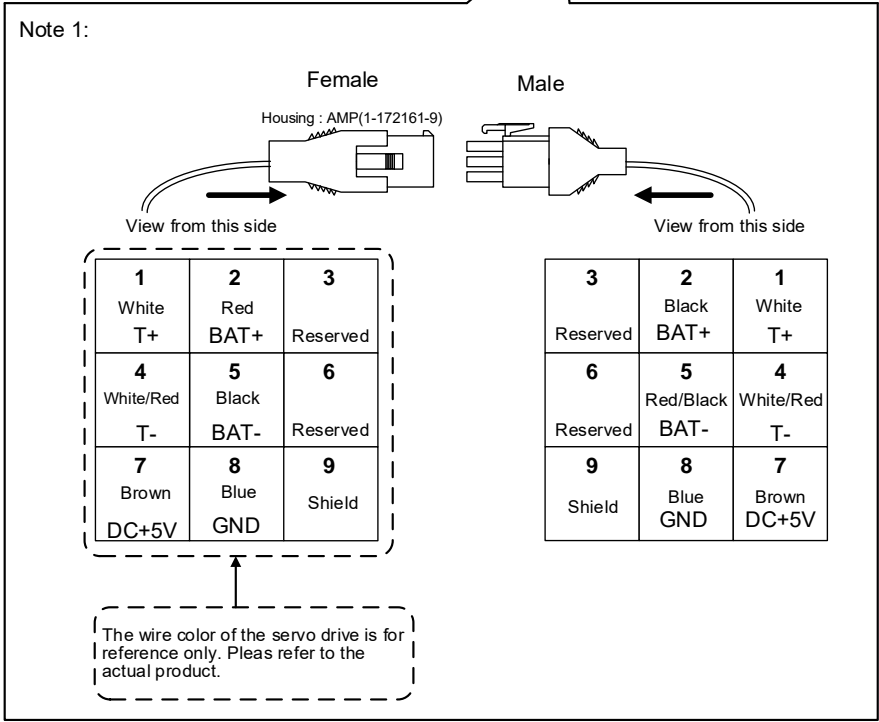 Note 1:
Female
Male
Housing : AMP(1-172161-9)
View from this side
View from this side
1 2 3
White Red
T+ BAT+ Reserved
4 5 6
White/Red Black
T- BAT- Reserved
7 8 9
Brown Blue Shield
DC+5V GND
3 2 1
Black White
Reserved BAT+ T+
6 5 4
Red/Black White/Red
Reserved BAT- T-
9 8 7
Shield Blue Brown
GND DC+5V
The wire color of the servo drive is for
reference only. Pleas refer to the
actual product.